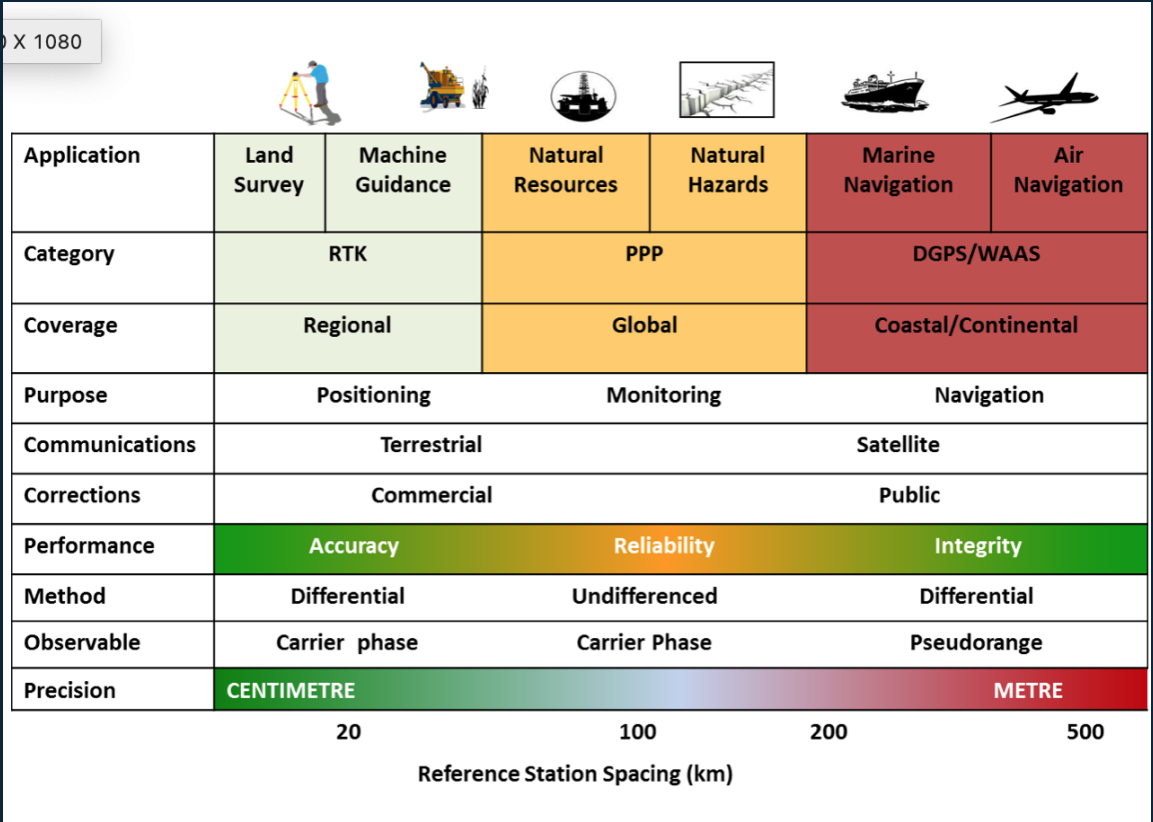 X 1080
Application
Land
Survey
Machine
Guidance
Natural
Resources
Natural
Hazards
Marine
Navigation
Air
Navigation
Category RTK PPP DGPS/WAAS
Coverage Regional Global Coastal/Continental
Purpose Positioning Monitoring Navigation
Communications Terrestrial Satellite
Corrections Commercial Public
Performance Accuracy Reliability Integrity
Method Differential Undifferenced Differential
Observable Carrier phase Carrier Phase Pseudorange
Precision CENTIMETRE METRE
20 100 200 500
Reference Station Spacing (km)